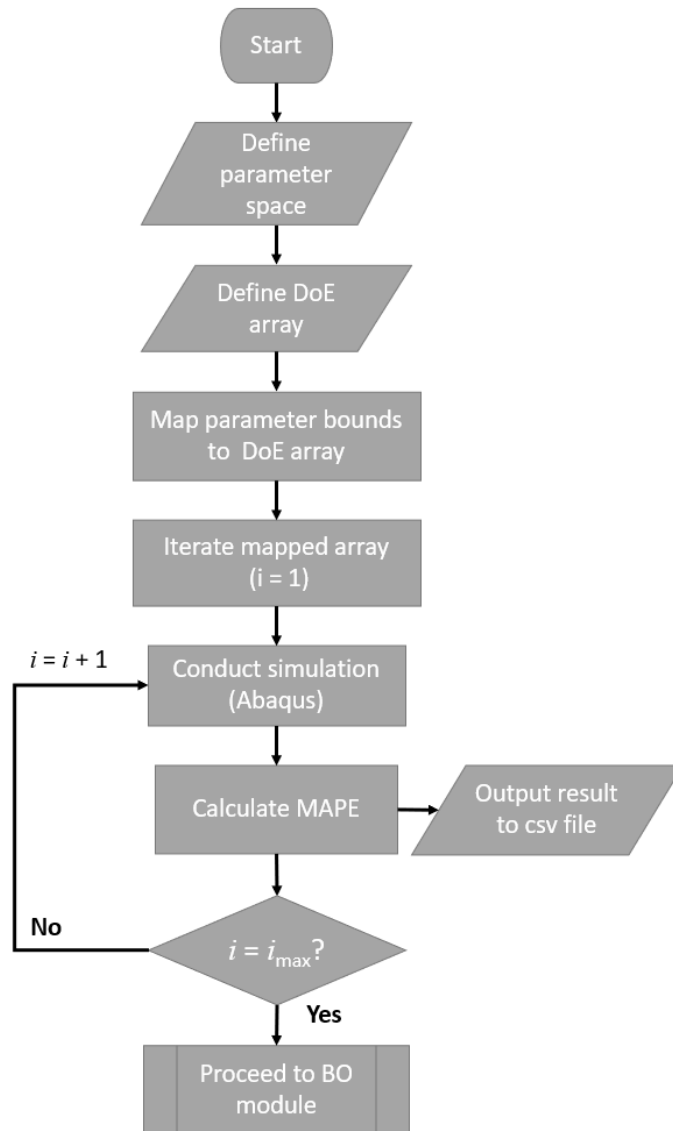 Start
Define
parameter
space
Define DoE
array
Map parameter bounds
to DoE array
Iterate mapped array
(i = 1)
i = i + 1
Conduct simulation
(Abaqus)
Calculate MAPE
Output result
to csv file
No
i = imax?
Yes
Proceed to BO
module